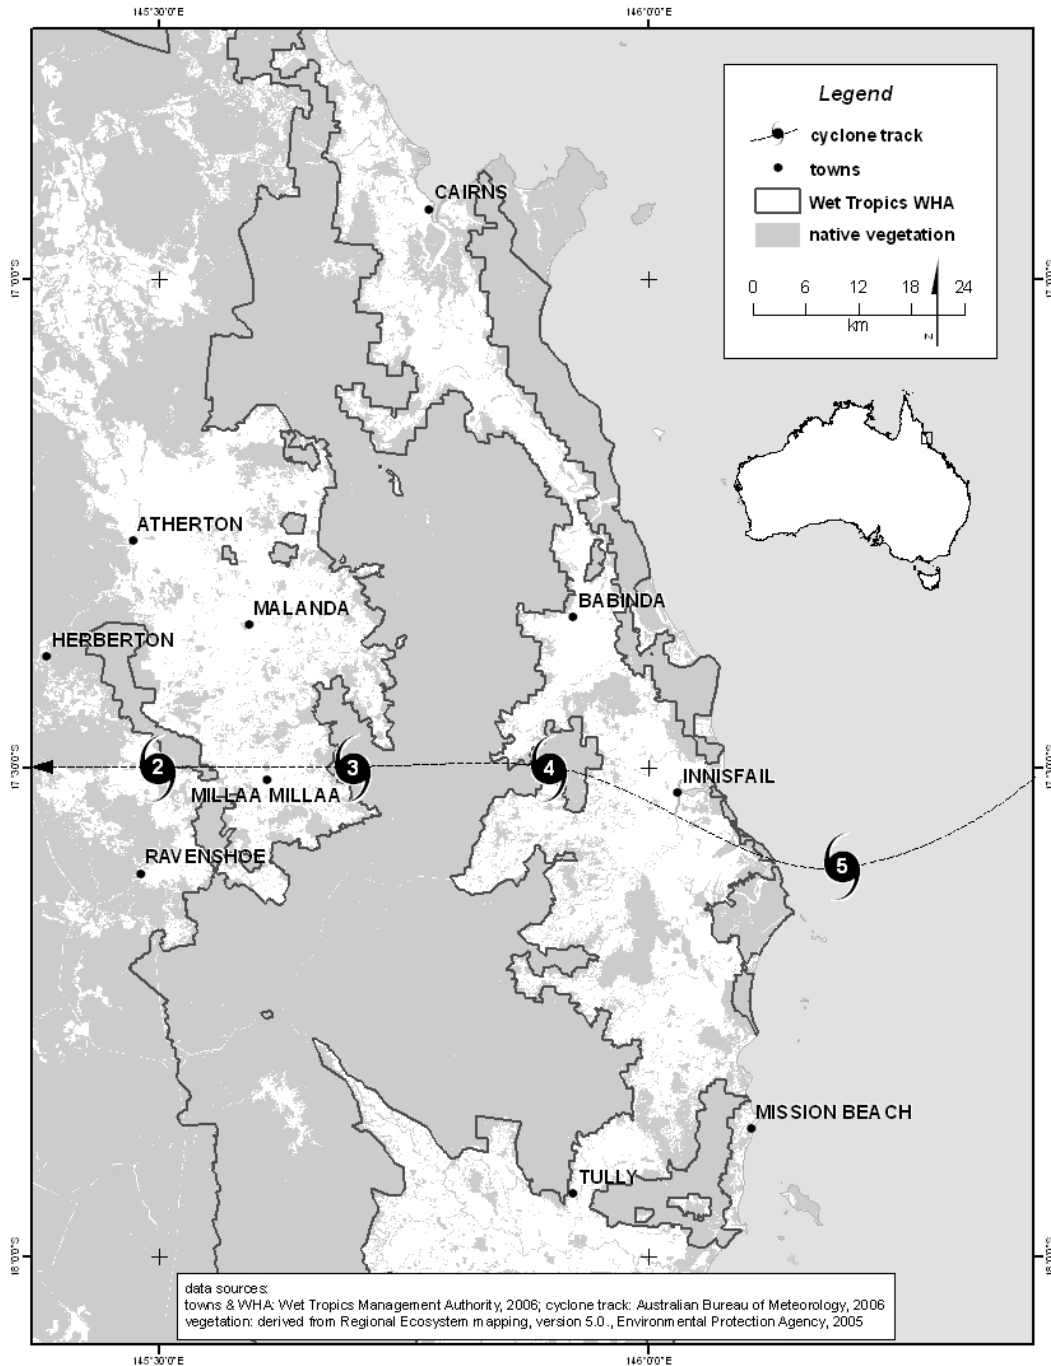 145°30'0"E
146°0'0"E
Legend
cyclone track
towns
Wet Tropics WHA
native vegetation
0 6 12 18 24
km
N
CAIRNS
17°0'0"S
17°0'0"S
ATHERTON
MALANDA
BABINDA
HERBERTON
2
3
4
INNISFAIL
17°30'0"S
17°30'0"S
MILLAA MILLAA
RAVENSHOE
5
MISSION BEACH
TULLY
18°0'0"S
18°0'0"S
data sources:
towns & WHA: Wet Tropics Management Authority, 2006; cyclone track: Australian Bureau of Meteorology, 2006
vegetation: derived from Regional Ecosystem mapping, version 5.0., Environmental Protection Agency, 2005
145°30'0"E
146°0'0"E